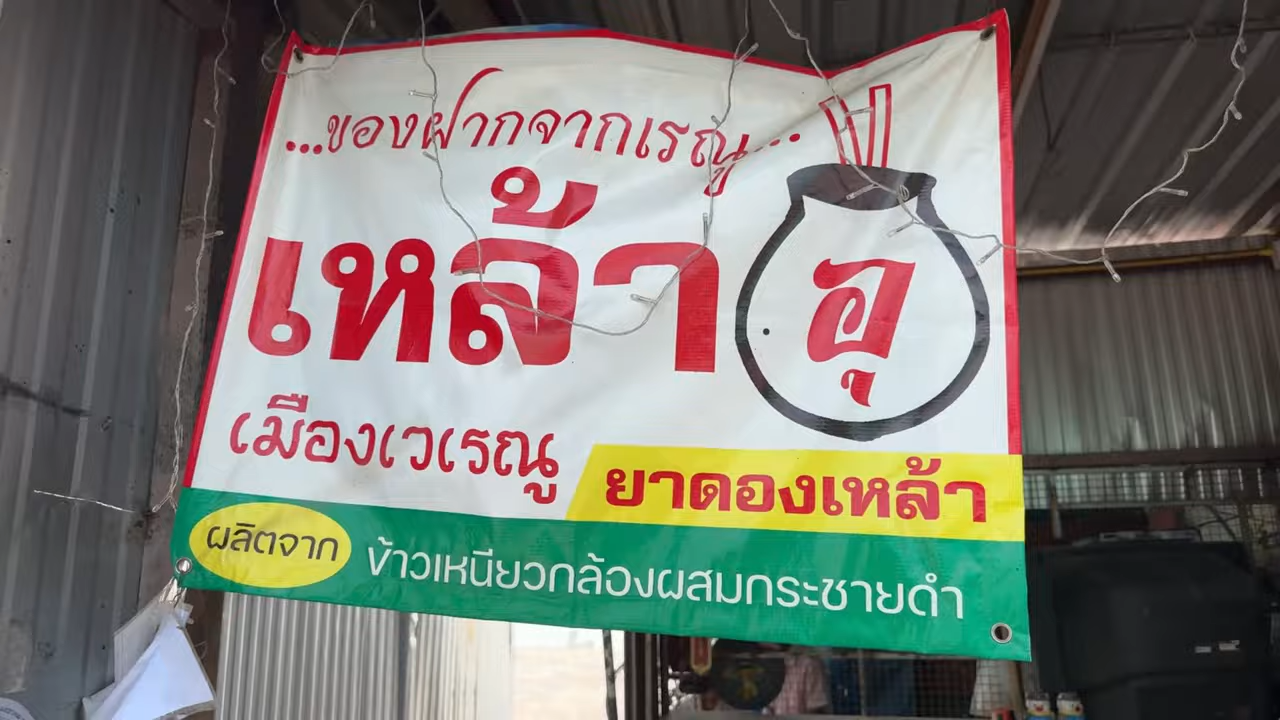 ...ของฝากจากเรณู...
เหล้า
อุ
เมืองเวเรณู
ยาดองเหล้า
ผลิตจาก
ข้าวเหนียวกล้องผสมกระชายดำ